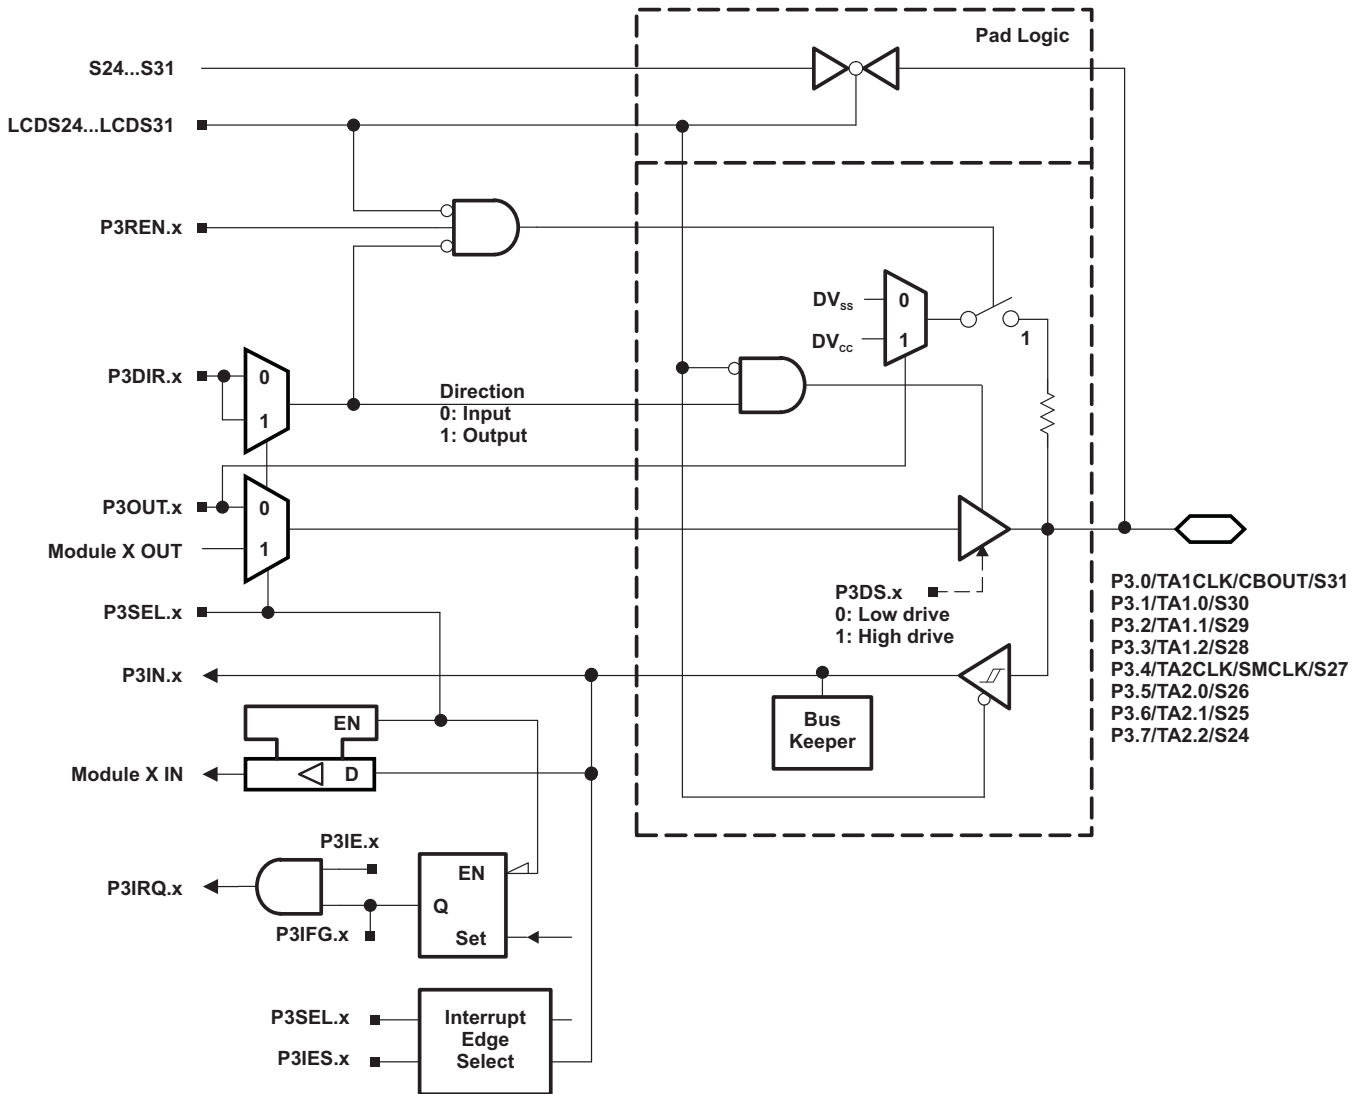 Pad Logic
S24...S31
LCDS24...LCDS31
P3REN.x
DVSS
0
DVCC
1
1
P3DIR.x
0
1
Direction
0: Input
1: Output
P3OUT.x
0
Module X OUT
1
P3SEL.x
P3DS.x
0: Low drive
1: High drive
P3.0/TA1CLK/CBOUT/S31
P3.1/TA1.0/S30
P3.2/TA1.1/S29
P3.3/TA1.2/S28
P3.4/TA2CLK/SMCLK/S27
P3.5/TA2.0/S26
P3.6/TA2.1/S25
P3.7/TA2.2/S24
P3IN.x
Bus
Keeper
EN
Module X IN
D
P3IE.x
P3IRQ.x
EN
Q
P3IFG.x
Set
P3SEL.x
P3IES.x
Interrupt
Edge
Select